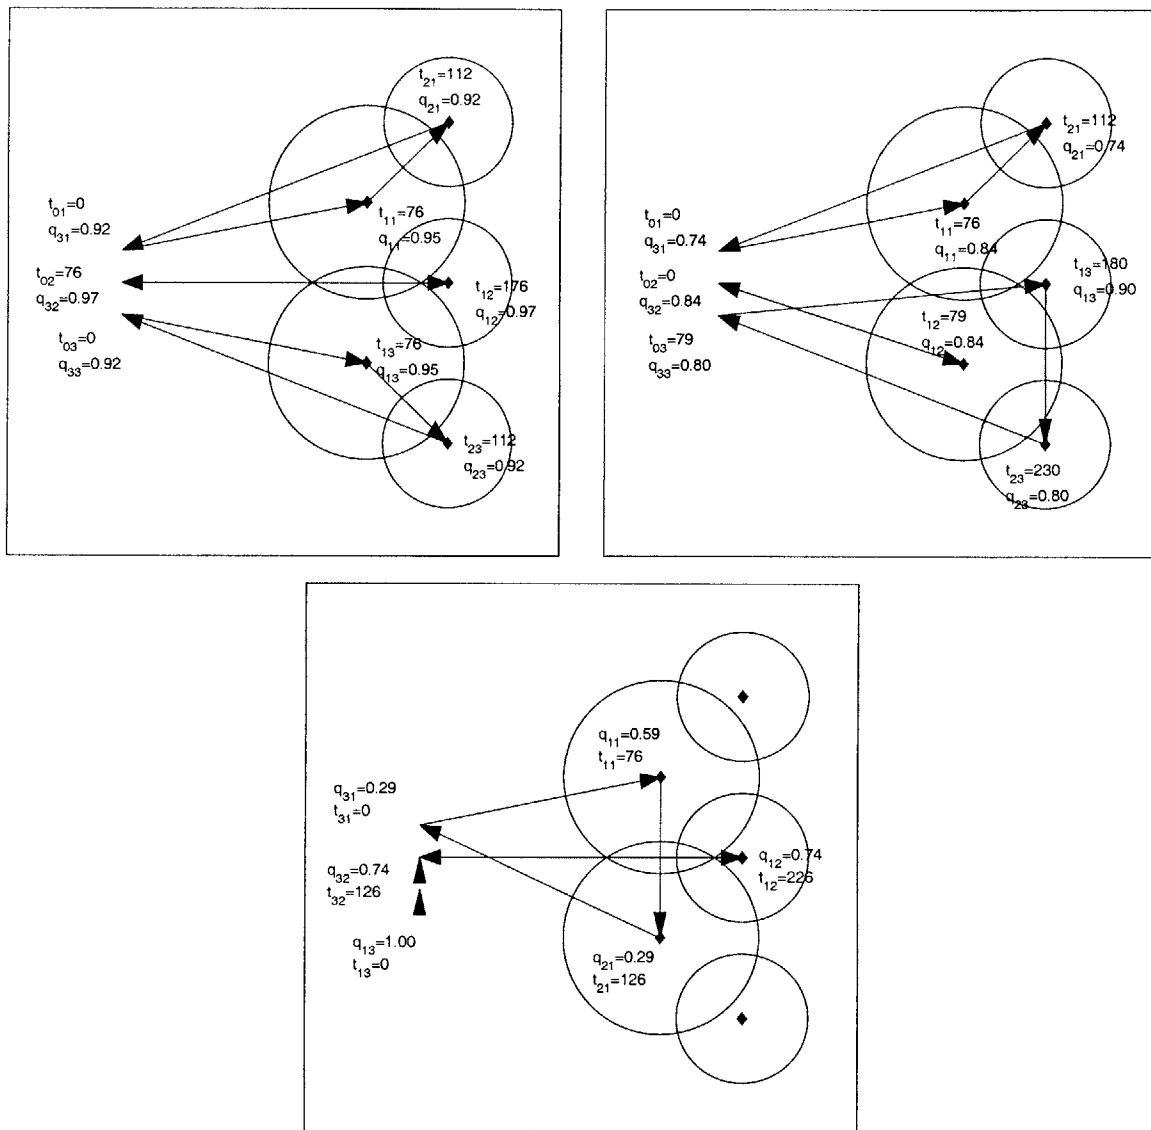 t21=112
q21=0.92
t01=0
q31=0.92
t11=76
q11=0.95
t02=76
q32=0.97
t12=176
q12=0.97
t03=0
q33=0.92
t13=76
q13=0.95
t23=112
q23=0.92
t21=112
q21=0.74
t01=0
q31=0.74
t11=76
q11=0.84
t02=0
q32=0.84
t13=180
q13=0.90
t12=79
q12=0.84
t03=79
q33=0.80
t23=230
q23=0.80
q11=0.59
t11=76
q31=0.29
t31=0
q12=0.74
t12=226
q32=0.74
t32=126
q13=1.00
t13=0
q21=0.29
t21=126